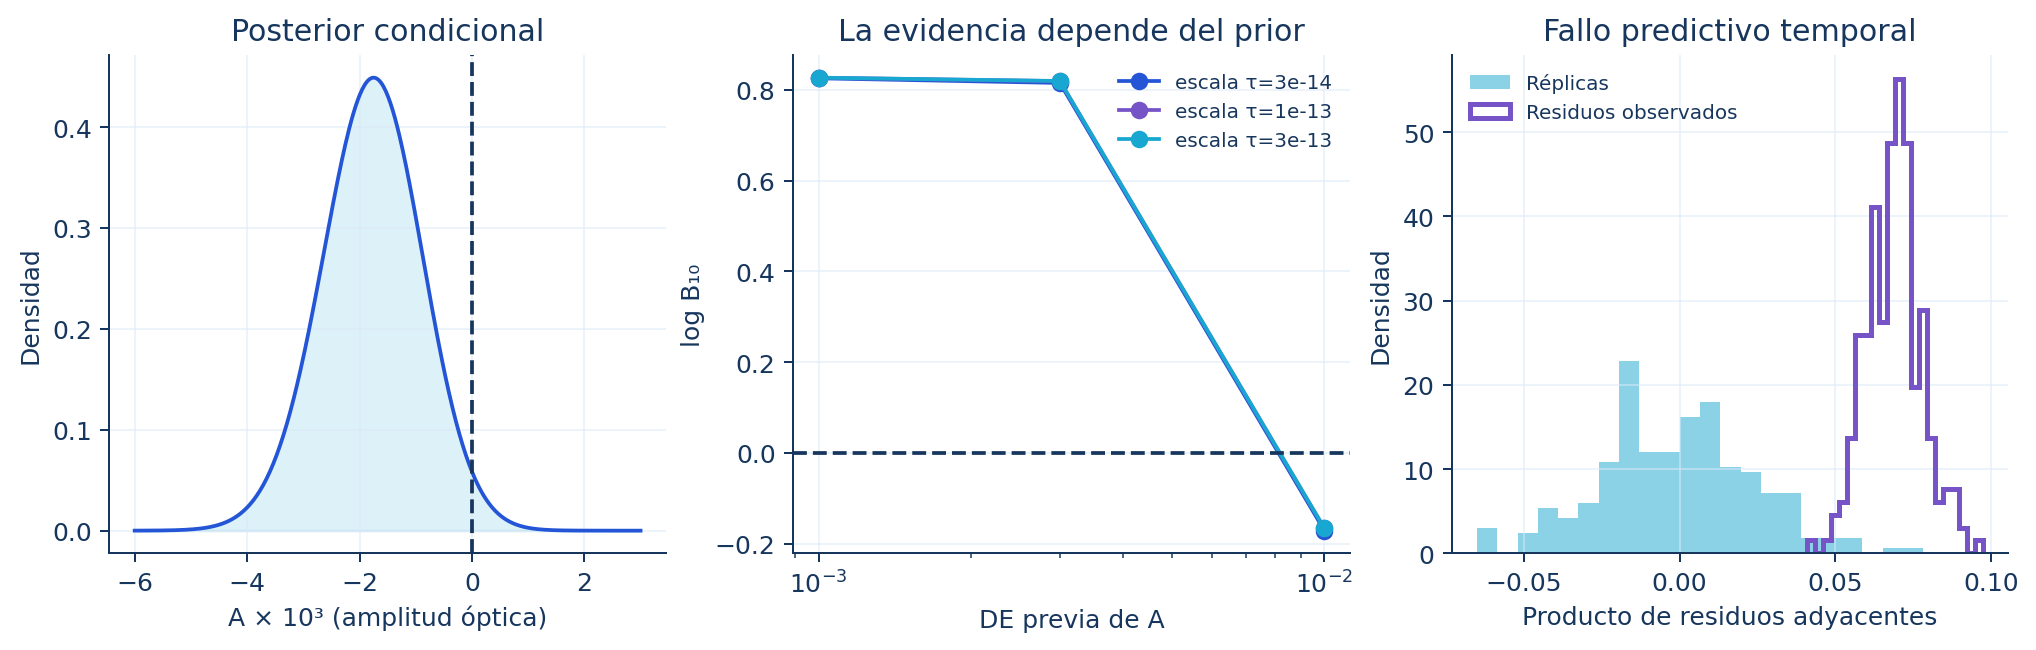 Posterior condicional
Densidad
0.4
0.3
0.2
0.1
0.0
−6
−4
−2
0
2
A × 10³ (amplitud óptica)
La evidencia depende del prior
log B₁₀
0.8
0.6
0.4
0.2
0.0
−0.2
escala τ=3e-14
escala τ=1e-13
escala τ=3e-13
10⁻³
10⁻²
DE previa de A
Fallo predictivo temporal
Densidad
50
40
30
20
10
0
Réplicas
Residuos observados
−0.05
0.00
0.05
0.10
Producto de residuos adyacentes